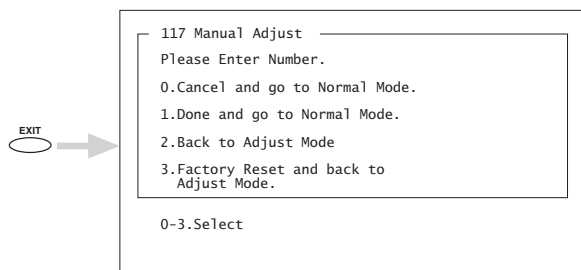 117 Manual Adjust
Please Enter Number.
0.Cancel and go to Normal Mode.
1.Done and go to Normal Mode.
2.Back to Adjust Mode
EXIT
3.Factory Reset and back to
Adjust Mode.
0-3.Select